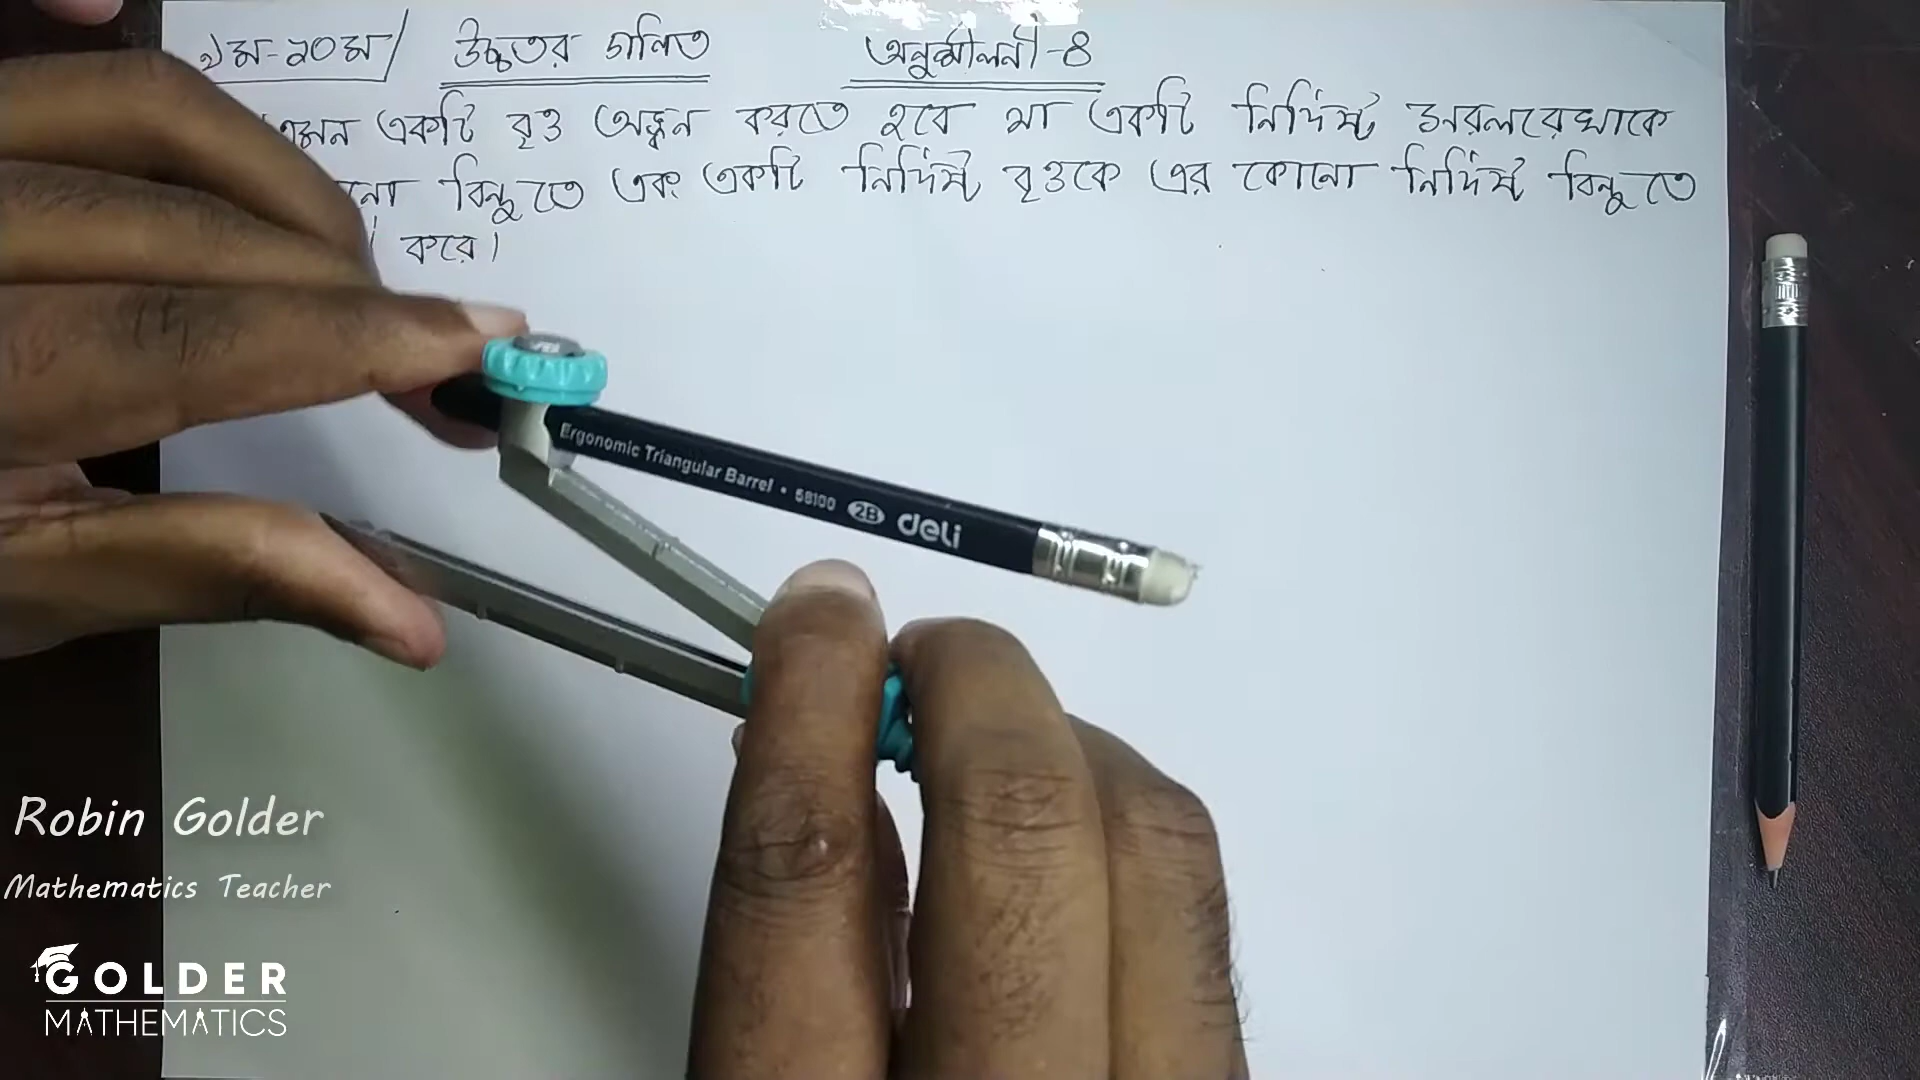 ৯ম-১০ম/ উচ্চতর গণিত অনুশীলনী-৪
এমন একটি বৃত্ত অঙ্কন করতে হবে যা একটি নির্দিষ্ট সরলরেখাকে
বিন্দুতে এবং একটি নির্দিষ্ট বৃত্তকে এর কোনো নির্দিষ্ট বিন্দুতে
করে।
Ergonomic Triangular Barrel • 58100 2B deli
Robin Golder
Mathematics Teacher
GOLDER
MATHEMATICS